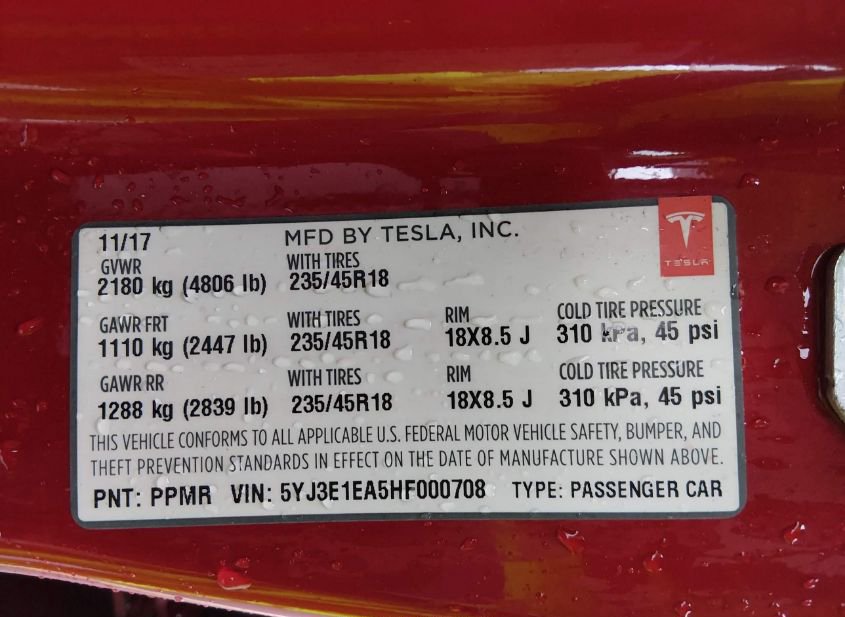 11/17 MFD BY TESLA, INC.
TESLA
GVWR WITH TIRES
2180 kg (4806 lb) 235/45R18
GAWR FRT WITH TIRES RIM COLD TIRE PRESSURE
1110 kg (2447 lb) 235/45R18 18X8.5 J 310 kPa, 45 psi
GAWR RR WITH TIRES RIM COLD TIRE PRESSURE
1288 kg (2839 lb) 235/45R18 18X8.5 J 310 kPa, 45 psi
THIS VEHICLE CONFORMS TO ALL APPLICABLE U.S. FEDERAL MOTOR VEHICLE SAFETY, BUMPER, AND
THEFT PREVENTION STANDARDS IN EFFECT ON THE DATE OF MANUFACTURE SHOWN ABOVE.
PNT: PPMR VIN: 5YJ3E1EA5HF000708 TYPE: PASSENGER CAR